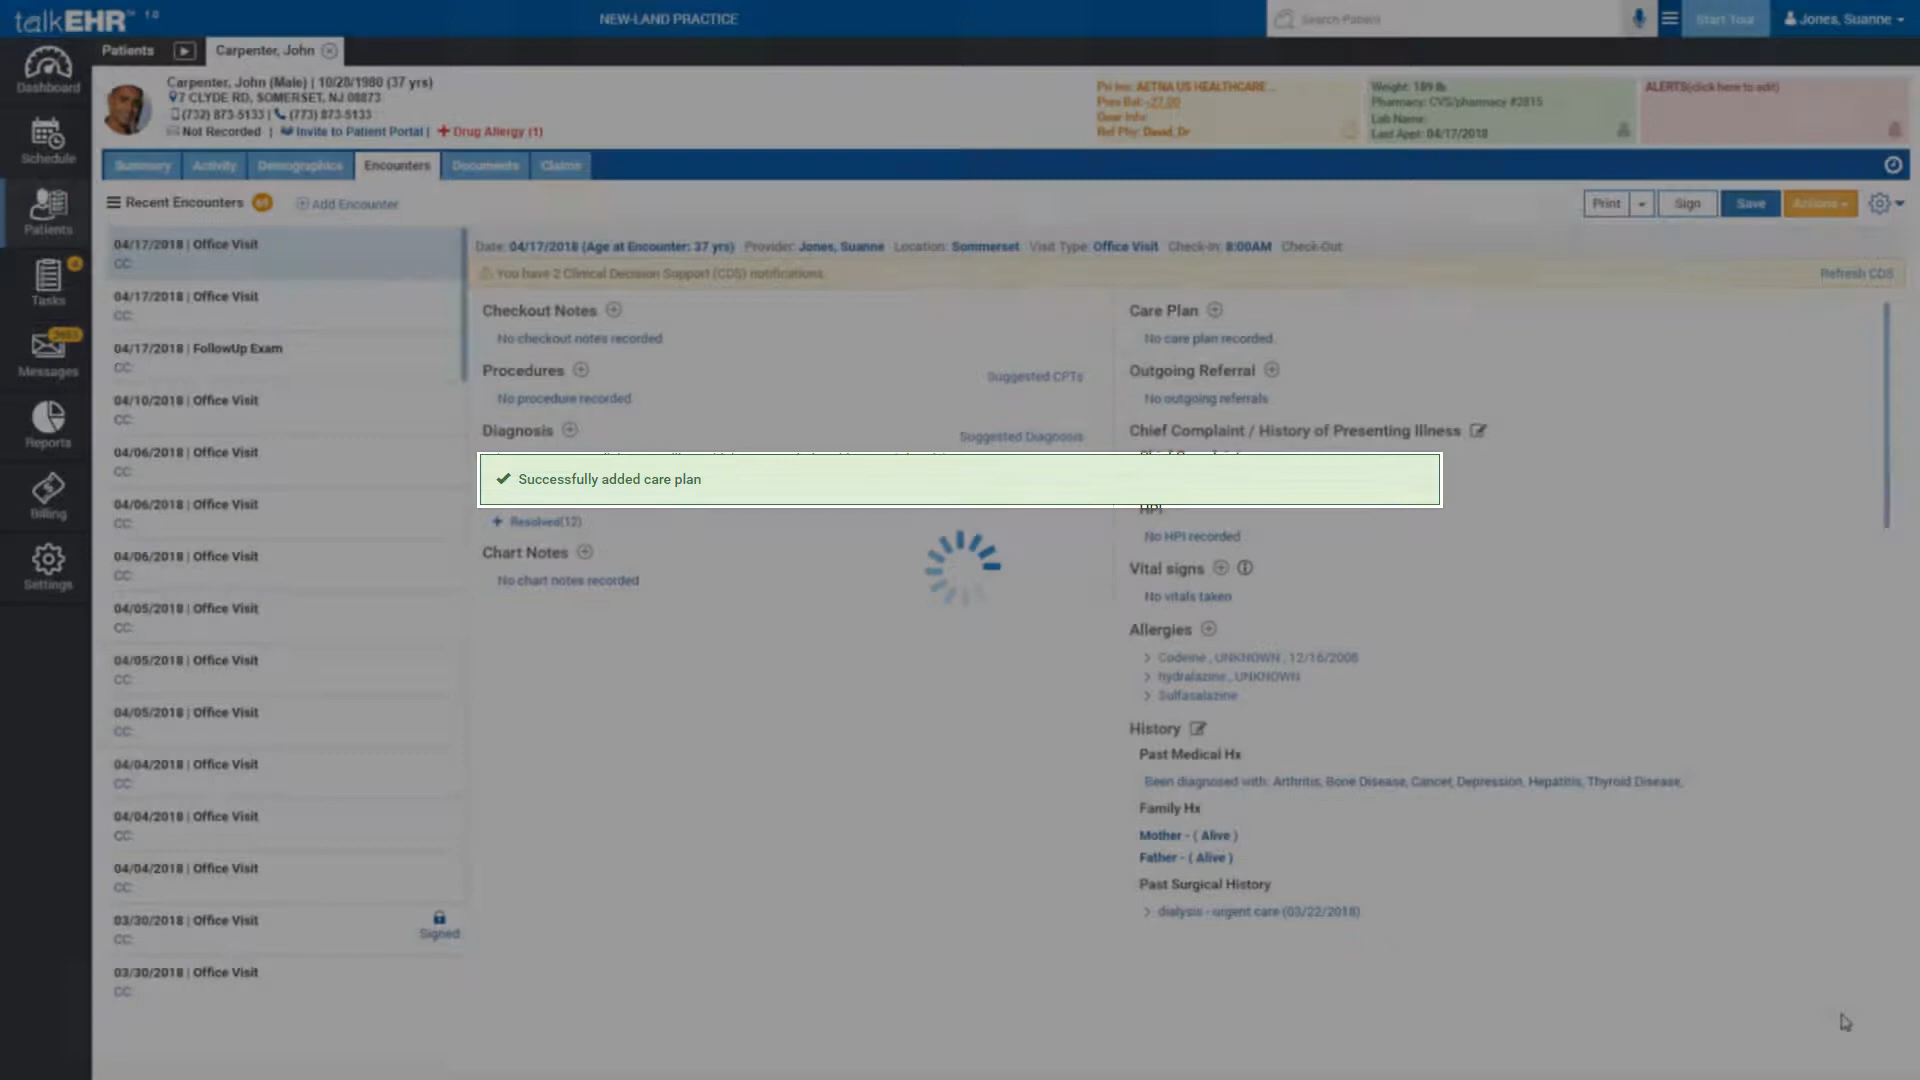 talkEHR™ 1.0
NEW-LAND PRACTICE
Search Patient
Start Tour
Jones, Suanne
Patients
Carpenter, John
Dashboard
Schedule
Patients
Tasks
4
Messages
Reports
Billing
Settings
Carpenter, John (Male) | 10/28/1980 (37 yrs)
7 CLYDE RD, SOMERSET, NJ 08873
(732) 873-5133 | (773) 873-5133
Not Recorded | Invite to Patient Portal | Drug Allergy (1)
Pri Ins: AETNA US HEALTHCARE...
Pres Bal: -27.00
Guar Info:
Ref Phy: David, Dr
Weight: 189 lb
Pharmacy: CVS/pharmacy #2815
Lab Name:
Last Appt: 04/17/2018
ALERTS(click here to edit)
Summary
Activity
Demographics
Encounters
Documents
Claims
Recent Encounters
Add Encounter
Print
Sign
Save
Actions
04/17/2018 | Office Visit
CC:
04/17/2018 | Office Visit
CC:
04/17/2018 | FollowUp Exam
CC:
04/10/2018 | Office Visit
CC:
04/06/2018 | Office Visit
CC:
04/06/2018 | Office Visit
CC:
04/06/2018 | Office Visit
CC:
04/05/2018 | Office Visit
CC:
04/05/2018 | Office Visit
CC:
04/05/2018 | Office Visit
CC:
04/04/2018 | Office Visit
CC:
04/04/2018 | Office Visit
CC:
04/04/2018 | Office Visit
CC:
03/30/2018 | Office Visit
CC:
Signed
03/30/2018 | Office Visit
CC:
Date: 04/17/2018 (Age at Encounter: 37 yrs) Provider: Jones, Suanne Location: Sommerset Visit Type: Office Visit Check-In: 8:00AM Check-Out:
You have 2 Clinical Decision Support (CDS) notifications.
Refresh CDS
Checkout Notes
No checkout notes recorded
Procedures
Suggested CPTs
No procedure recorded
Diagnosis
Suggested Diagnosis
Successfully added care plan
Resolved(12)
Chart Notes
No chart notes recorded
Care Plan
No care plan recorded.
Outgoing Referral
No outgoing referrals
Chief Complaint / History of Presenting Illness
HPI
No HPI recorded
Vital signs
No vitals taken
Allergies
Codeine , UNKNOWN , 12/16/2008
hydralazine , UNKNOWN
Sulfasalazine
History
Past Medical Hx
Been diagnosed with: Arthritis, Bone Disease, Cancer, Depression, Hepatitis, Thyroid Disease,
Family Hx
Mother - ( Alive )
Father - ( Alive )
Past Surgical History
dialysis - urgent care (03/22/2018)